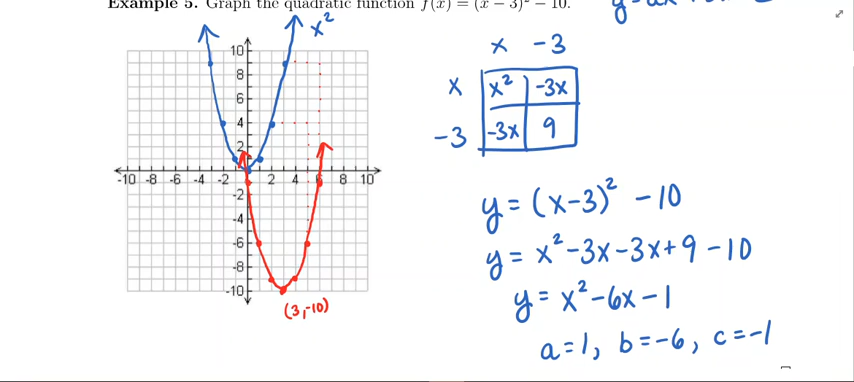 Example 5. Graph the quadratic function f(x) = (x − 3)² − 10.
x²
x -3
x x² -3x
-3 -3x 9
10
8
6
4
2
-10 -8 -6 -4 -2 2 4 8 10
-2
-4
-6
-8
-10
(3,-10)
y = (x-3)² -10
y = x² -3x -3x +9 -10
y = x² -6x -1
a=1, b=-6, c=-1